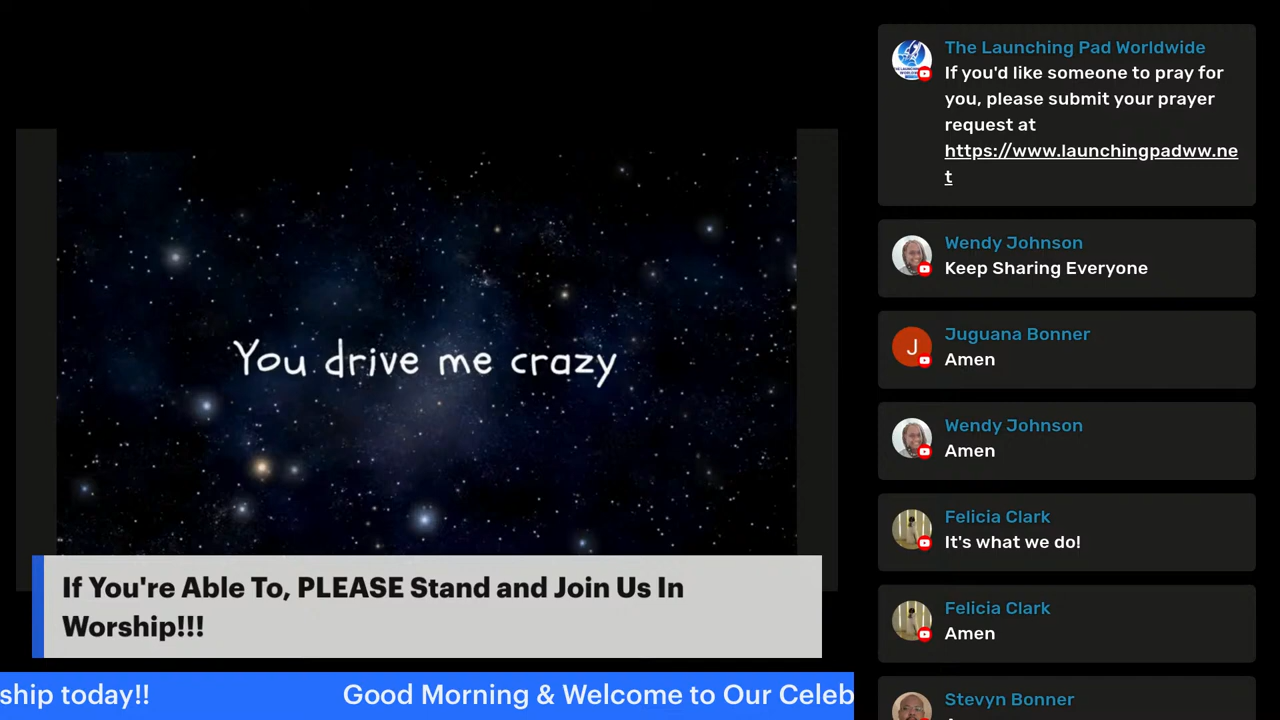 You drive me crazy
If You're Able To, PLEASE Stand and Join Us In
Worship!!!
ship today!!
Good Morning & Welcome to Our Celeb
The Launching Pad Worldwide
If you'd like someone to pray for
you, please submit your prayer
request at
https://www.launchingpadww.ne
t
Wendy Johnson
Keep Sharing Everyone
J
Juguana Bonner
Amen
Wendy Johnson
Amen
Felicia Clark
It's what we do!
Felicia Clark
Amen
Stevyn Bonner